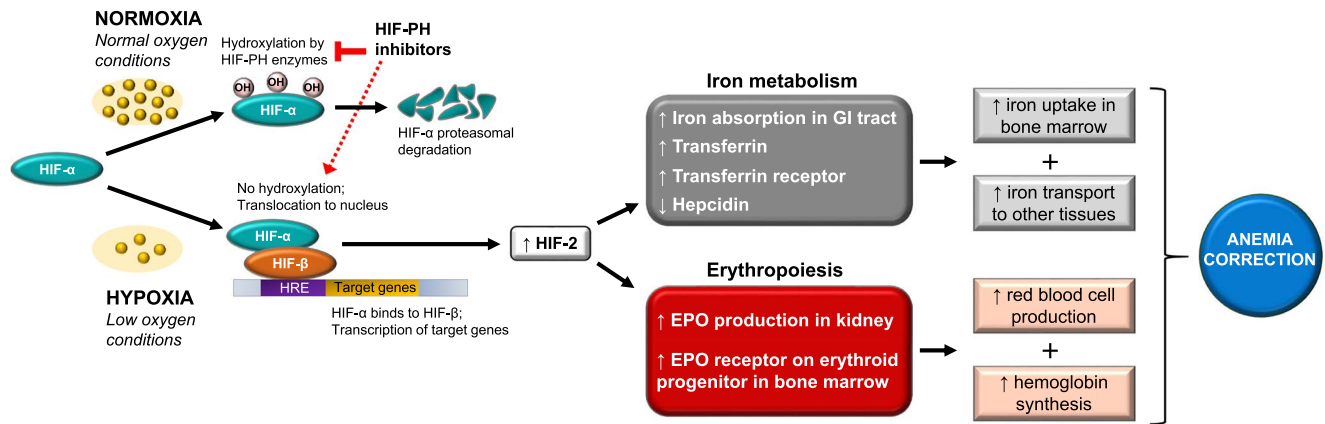 NORMOXIA
Normal oxygen
conditions
Hydroxylation by
HIF-PH enzymes
OH
OH
OH
HIF-α
HIF-PH
inhibitors
HIF-α proteasomal
degradation
HIF-α
No hydroxylation;
Translocation to nucleus
HIF-α
HIF-β
HRE
Target genes
HIF-α binds to HIF-β;
Transcription of target genes
HYPOXIA
Low oxygen
conditions
↑ HIF-2
Iron metabolism
↑ Iron absorption in GI tract
↑ Transferrin
↑ Transferrin receptor
↓ Hepcidin
Erythropoiesis
↑ EPO production in kidney
↑ EPO receptor on erythroid
progenitor in bone marrow
↑ iron uptake in
bone marrow
+
↑ iron transport
to other tissues
↑ red blood cell
production
+
↑ hemoglobin
synthesis
ANEMIA
CORRECTION